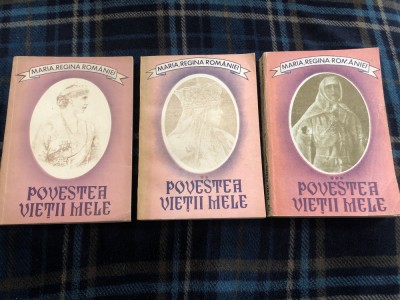 MARIA, REGINA ROMÂNIEI
POVESTEA
VIEȚII MELE
MARIA, REGINA ROMÂNIEI
**
POVESTEA
VIEȚII MELE
MARIA, REGINA ROMÂNIEI
***
POVESTEA
VIEȚII MELE